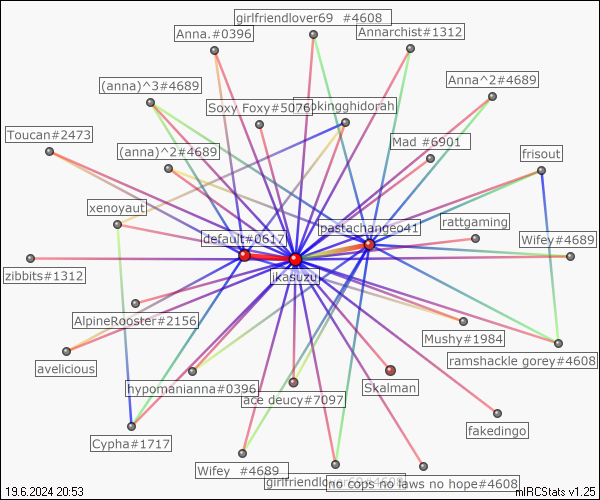 girlfriendlover69 #4608
Anna.#0396
Annarchist#1312
(anna)^3#4689
Anna^2#4689
Soxy Foxy#5076
okingghidorah
Toucan#2473
(anna)^2#4689
Mad #6901
frisout
xenoyaut
pastachangeo41
rattgaming
default#0617
Wifey#4689
zibbits#1312
ikasuzu
AlpineRooster#2156
Mushy#1984
avelicious
ramshackle gorey#4608
hypomanianna#0396
Skalman
ace deucy#7097
fakedingo
Cypha#1717
Wifey #4689
no cops no laws no hope#4608
19.6.2024 20:53
mIRCStats v1.25